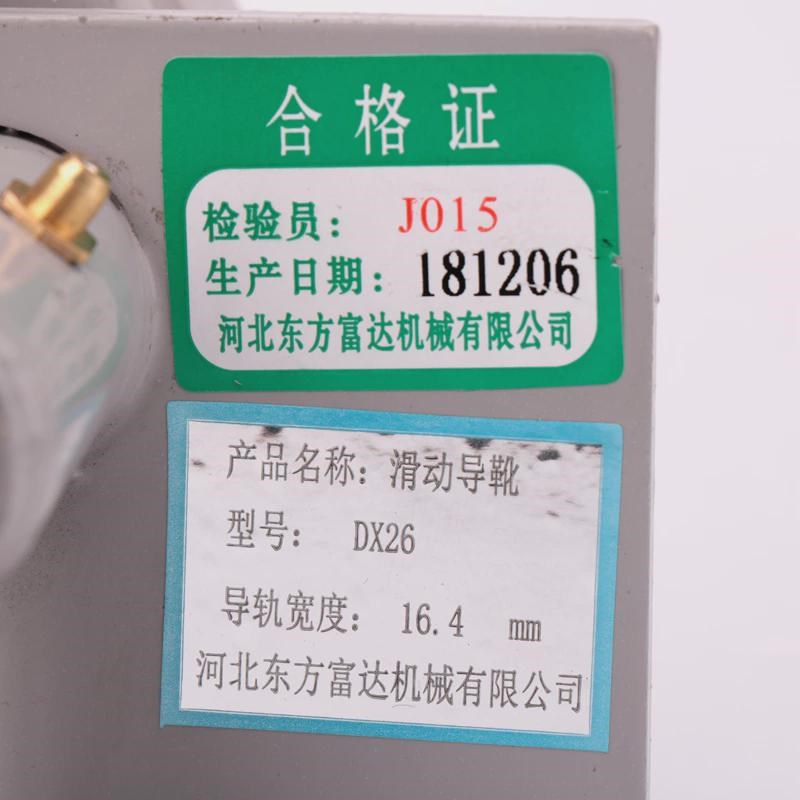 合格证
检验员: J015
生产日期: 181206
河北东方富达机械有限公司
产品名称: 滑动导靴
型号: DX26
导轨宽度: 16.4 mm
河北东方富达机械有限公司